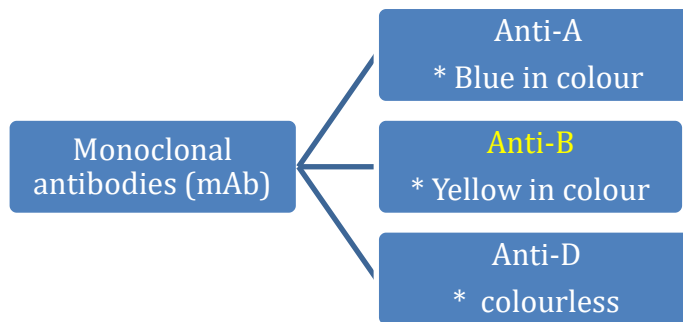 Monoclonal
antibodies (mAb)
Anti-A
* Blue in colour
Anti-B
* Yellow in colour
Anti-D
* colourless